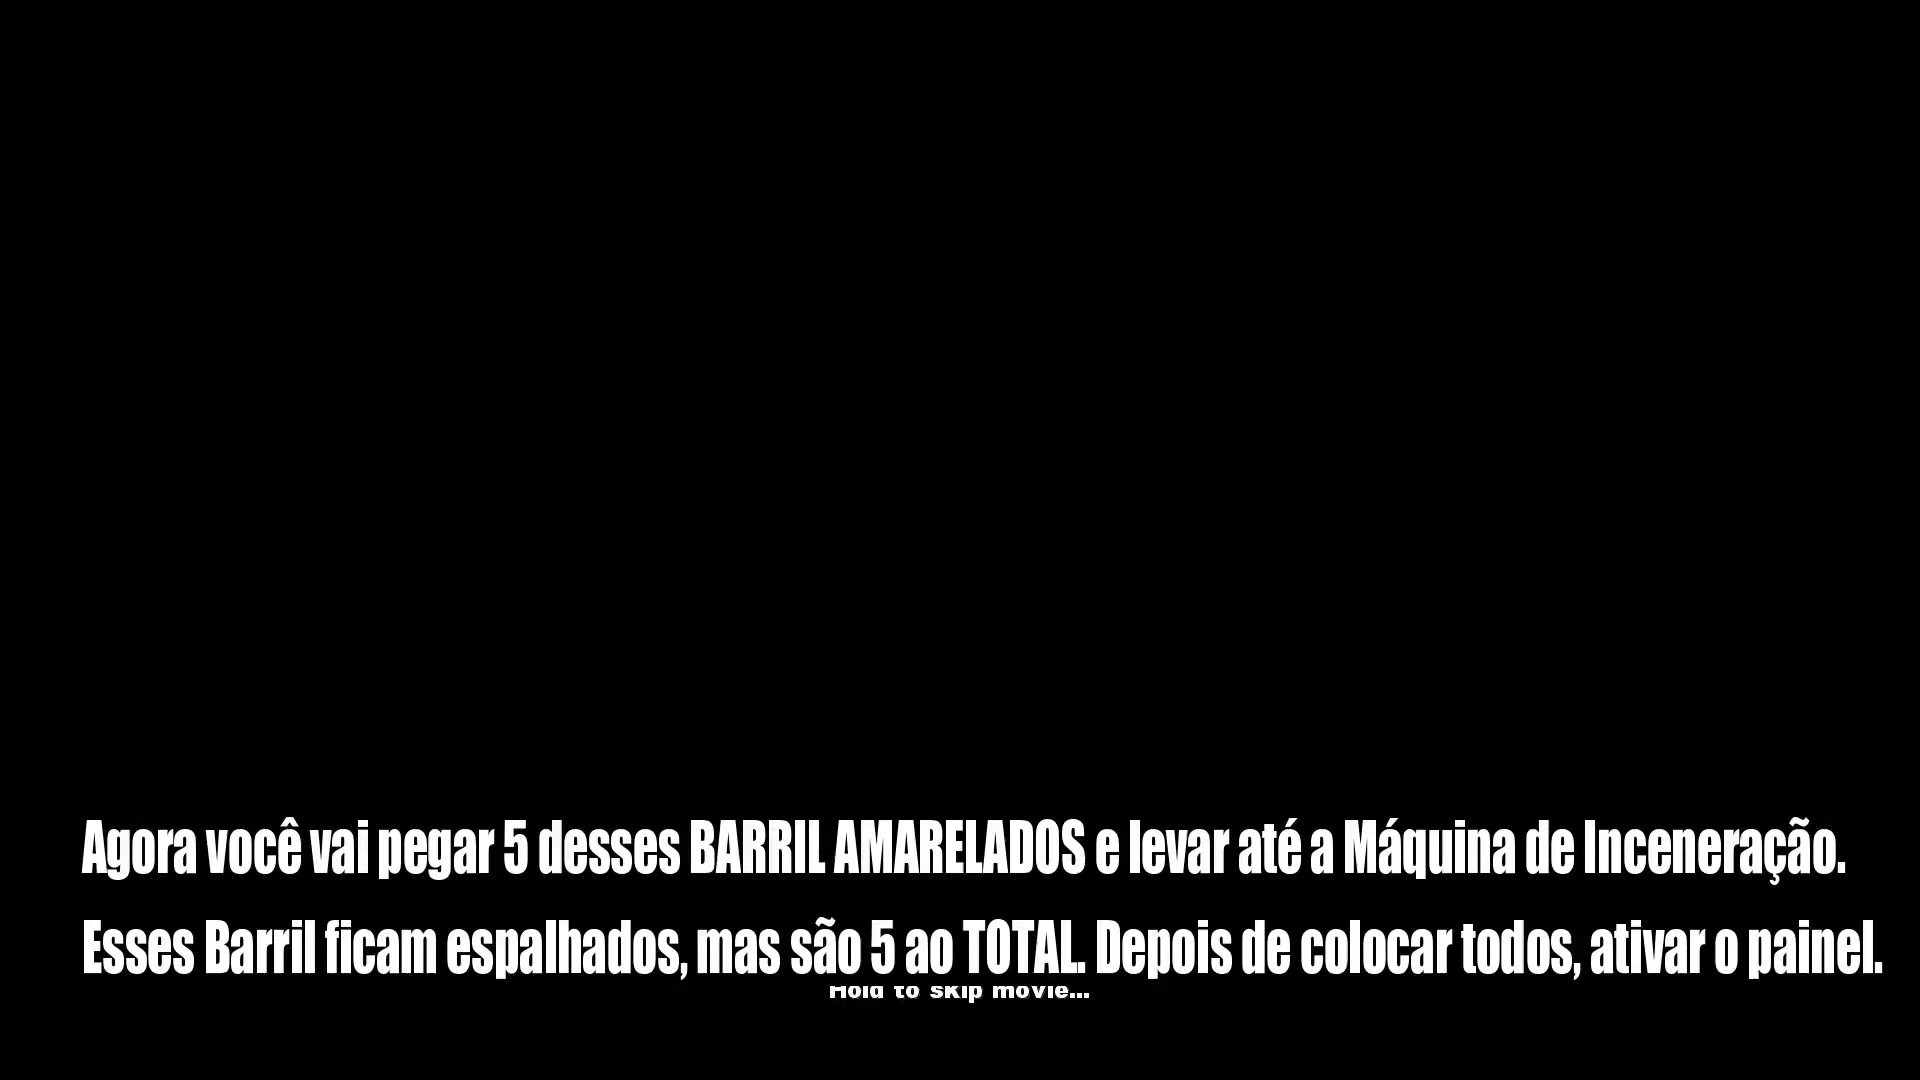 Agora você vai pegar 5 desses BARRIL AMARELADOS e levar até a Máquina de Inceneração.
Esses Barril ficam espalhados, mas são 5 ao TOTAL. Depois de colocar todos, ativar o painel.
Hold to skip movie...